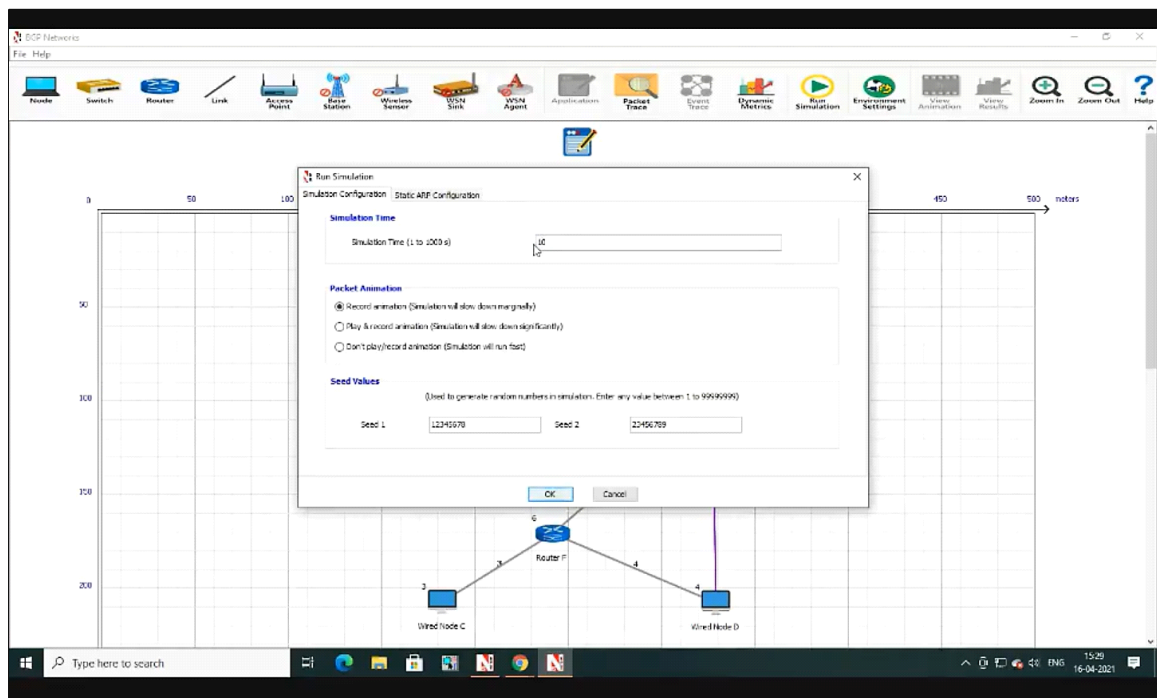 BGP Networks
File Help
Node Switch Router Link Access Point Base Station Wireless Sensor WSN Sink WSN Agent Application Packet Trace Event Trace Dynamic Metrics Run Simulation Environment Settings View Animation View Results Zoom In Zoom Out Help
Run Simulation
Simulation Configuration Static ARP Configuration
0 50 100 450 500 meters
Simulation Time
Simulation Time (1 to 1000 s) 10
Packet Animation
50
Record animation (Simulation will slow down marginally)
Play & record animation (Simulation will slow down significantly)
Don't play/record animation (Simulation will run fast)
Seed Values
100
(Used to generate random numbers in simulation. Enter any value between 1 to 99999999)
Seed 1 12345678 Seed 2 23456789
150
OK Cancel
6
Router F
3 4
200
3 4
Wired Node C Wired Node D
Type here to search
ENG
15:29
16-04-2021